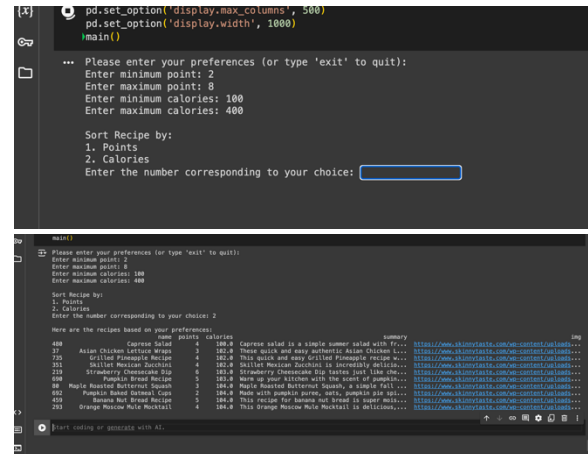 {x}
pd.set_option('display.max_columns', 500)
pd.set_option('display.width', 1000)
main()
Please enter your preferences (or type 'exit' to quit):
Enter minimum point: 2
Enter maximum point: 8
Enter minimum calories: 100
Enter maximum calories: 400
Sort Recipe by:
1. Points
2. Calories
Enter the number corresponding to your choice:
main()
Please enter your preferences (or type 'exit' to quit):
Enter minimum point: 2
Enter maximum point: 8
Enter minimum calories: 100
Enter maximum calories: 400
Sort Recipe by:
1. Points
2. Calories
Enter the number corresponding to your choice: 2
Here are the recipes based on your preferences:
name points calories summary img
480 Caprese Salad 4 100.0 Caprese salad is a simple summer salad with fr... https://www.skinnytaste.com/wp-content/uploads...
37 Asian Chicken Lettuce Wraps 3 102.0 These quick and easy authentic Asian Chicken L... https://www.skinnytaste.com/wp-content/uploads...
735 Grilled Pineapple Recipe 4 102.0 This quick and easy Grilled Pineapple recipe w... https://www.skinnytaste.com/wp-content/uploads...
351 Skillet Mexican Zucchini 4 102.0 Skillet Mexican Zucchini is incredibly delicio... https://www.skinnytaste.com/wp-content/uploads...
219 Strawberry Cheesecake Dip 6 103.0 Strawberry Cheesecake Dip tastes just like che... https://www.skinnytaste.com/wp-content/uploads...
690 Pumpkin Bread Recipe 5 103.0 Warm up your kitchen with the scent of pumpkin... https://www.skinnytaste.com/wp-content/uploads...
80 Maple Roasted Butternut Squash 3 104.0 Maple Roasted Butternut Squash, a simple fall ... https://www.skinnytaste.com/wp-content/uploads...
692 Pumpkin Baked Oatmeal Cups 2 104.0 Made with pumpkin puree, oats, pumpkin pie spi... https://www.skinnytaste.com/wp-content/uploads...
459 Banana Nut Bread Recipe 5 104.0 This recipe for banana nut bread is super mois... https://www.skinnytaste.com/wp-content/uploads...
293 Orange Moscow Mule Mocktail 4 104.0 This Orange Moscow Mule Mocktail is delicious,... https://www.skinnytaste.com/wp-content/uploads...
Start coding or generate with AI.